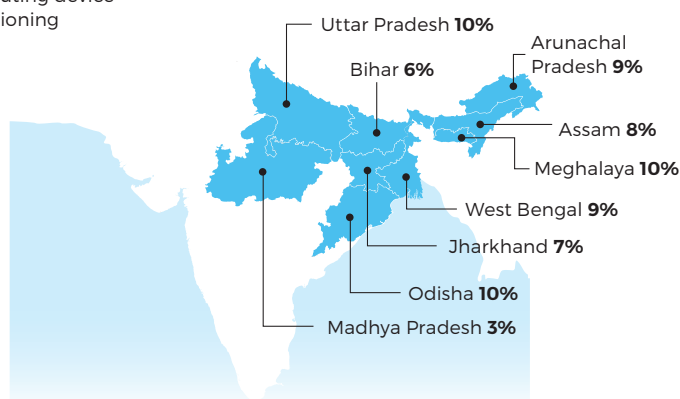 ioning
Uttar Pradesh 10%
Bihar 6%
Arunachal
Pradesh 9%
Assam 8%
Meghalaya 10%
West Bengal 9%
Jharkhand 7%
Odisha 10%
Madhya Pradesh 3%